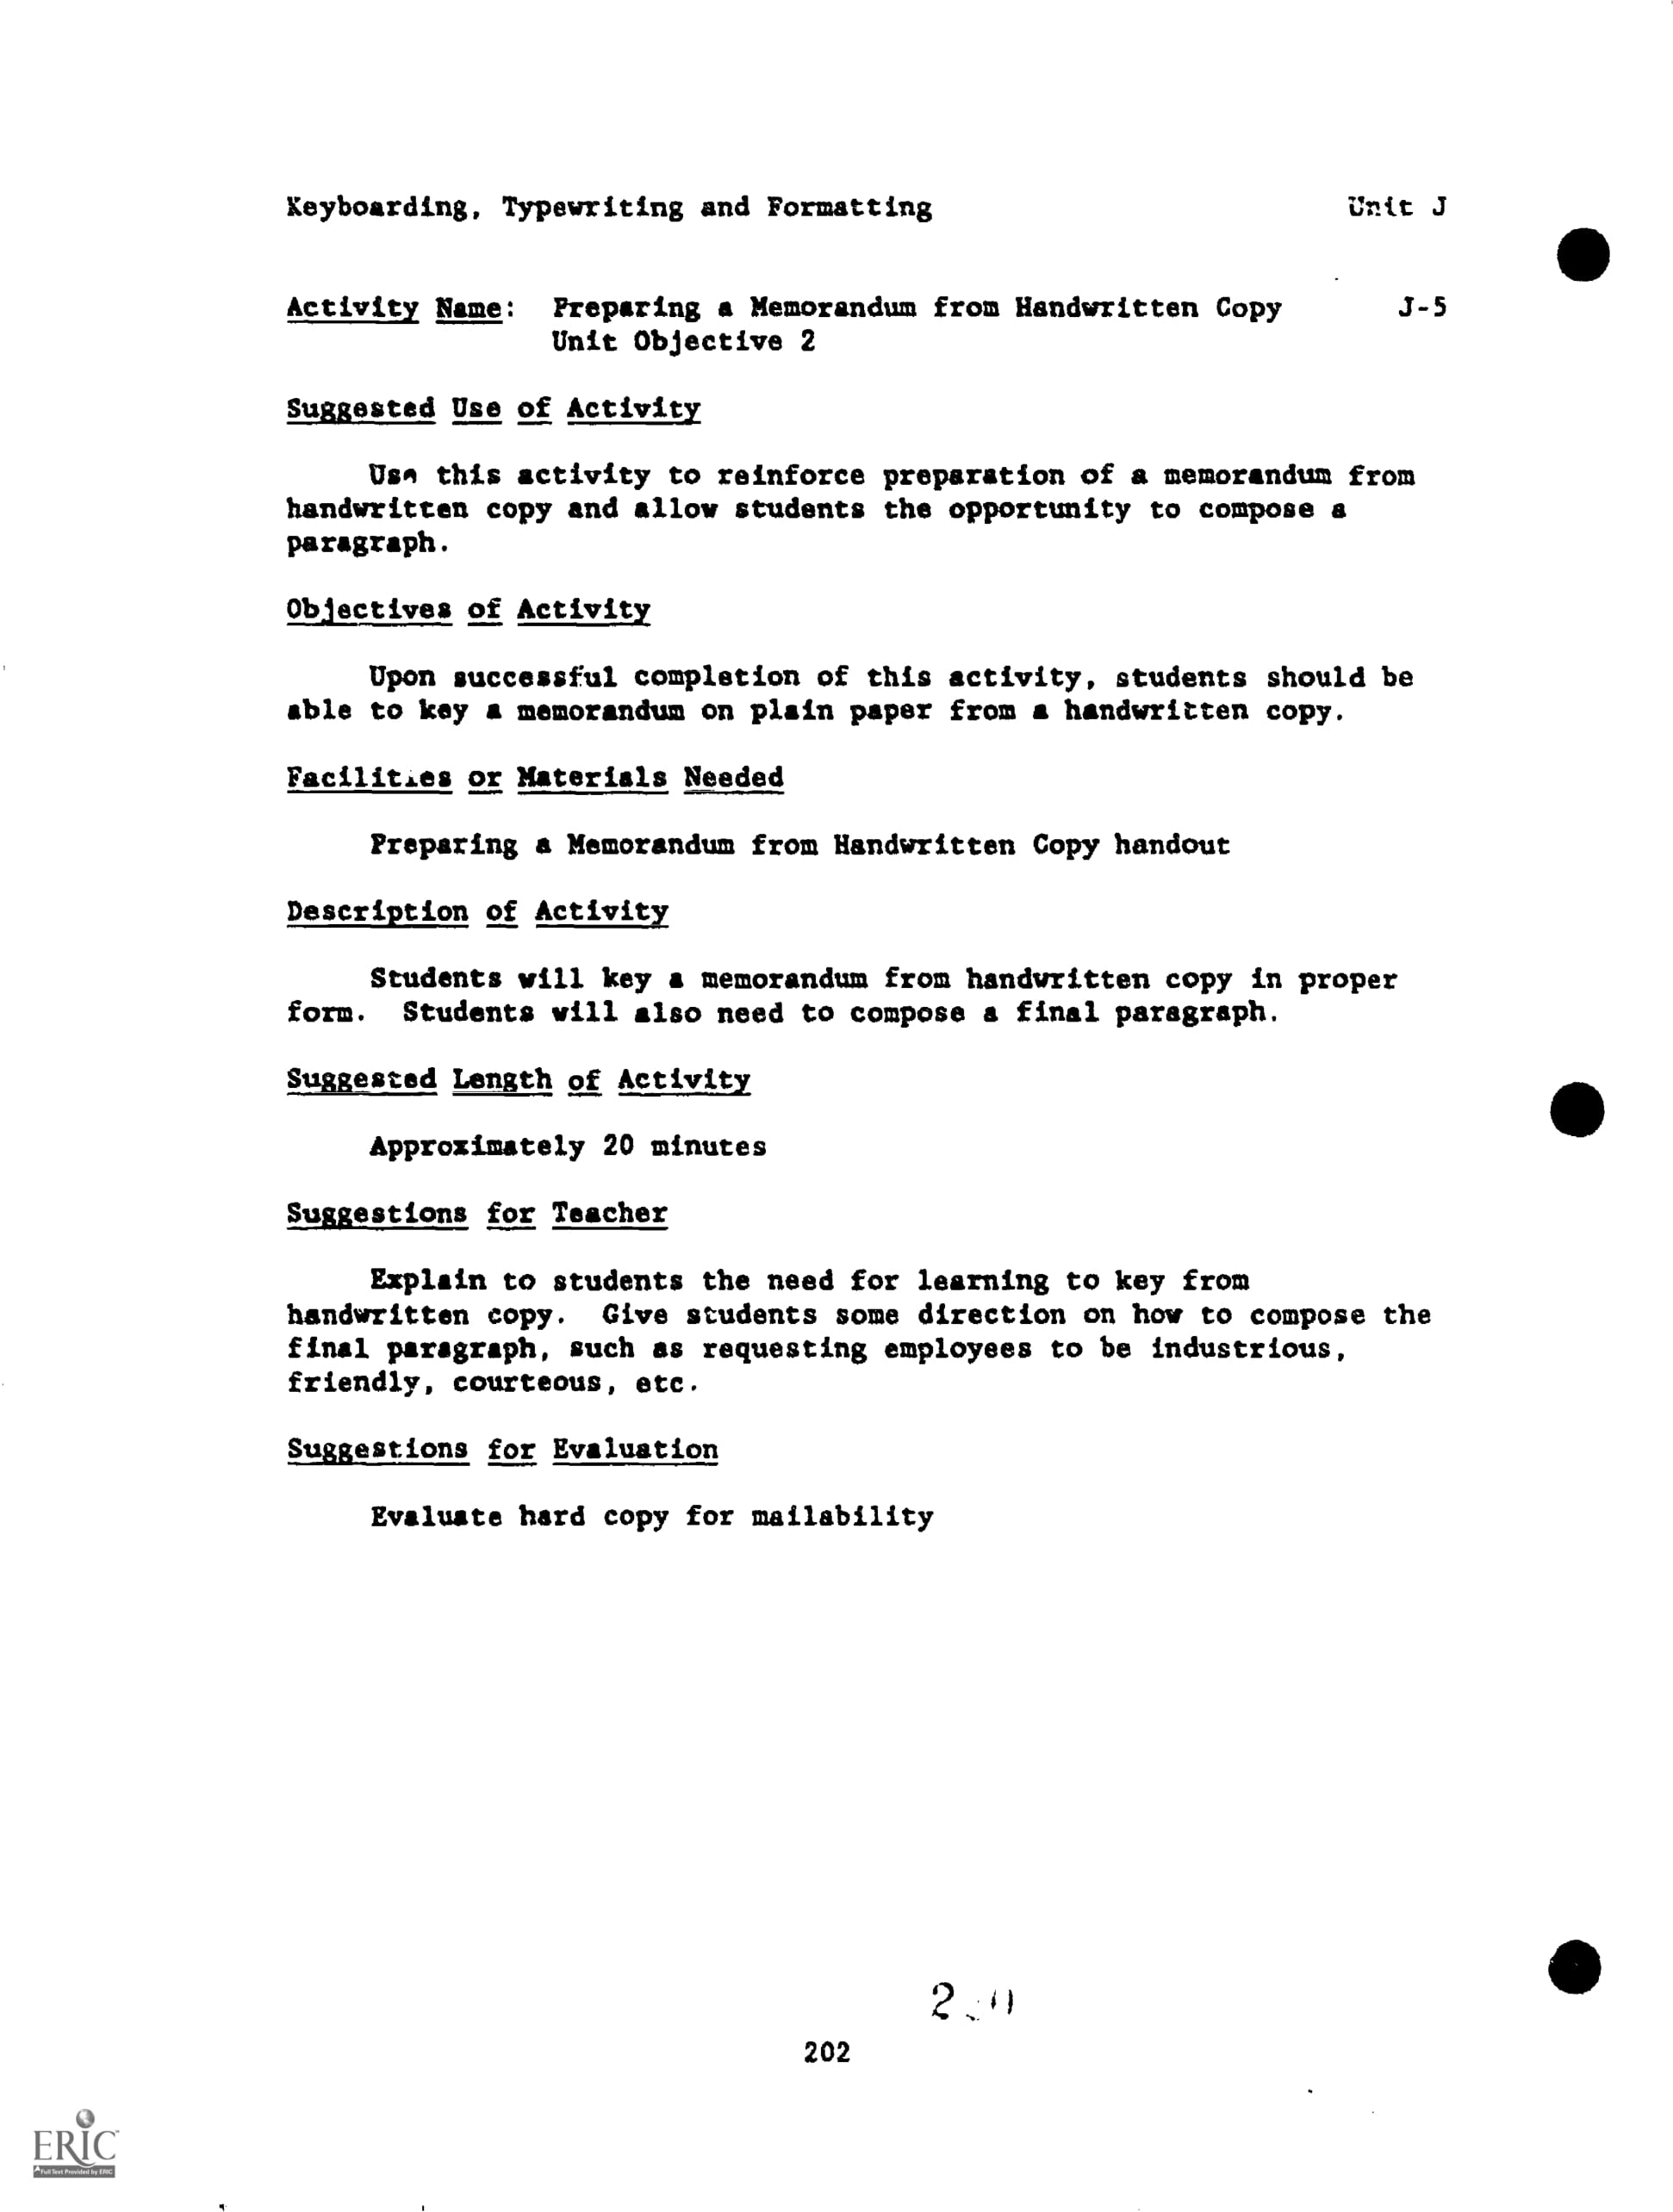 Keyboarding, Typewriting and Formatting Unit J
Activity Name: Preparing a Memorandum from Handwritten Copy J-5
Unit Objective 2
Suggested Use of Activity
Use this activity to reinforce preparation of a memorandum from
handwritten copy and allow students the opportunity to compose a
paragraph.
Objectives of Activity
Upon successful completion of this activity, students should be
able to key a memorandum on plain paper from a handwritten copy.
Facilities or Materials Needed
Preparing a Memorandum from Handwritten Copy handout
Description of Activity
Students will key a memorandum from handwritten copy in proper
form. Students will also need to compose a final paragraph.
Suggested Length of Activity
Approximately 20 minutes
Suggestions for Teacher
Explain to students the need for learning to key from
handwritten copy. Give students some direction on how to compose the
final paragraph, such as requesting employees to be industrious,
friendly, courteous, etc.
Suggestions for Evaluation
Evaluate hard copy for mailability
202
ERIC
Full Text Provided by ERIC